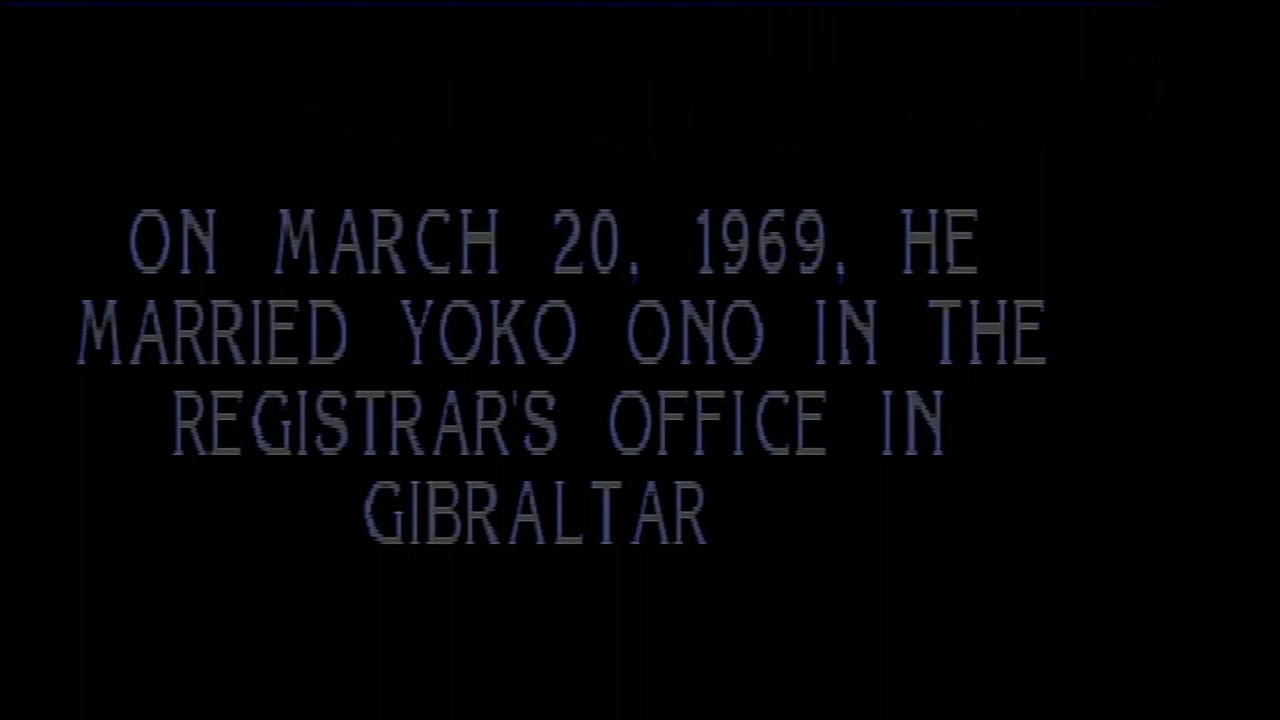 ON MARCH 20, 1969, HE
MARRIED YOKO ONO IN THE
REGISTRAR'S OFFICE IN
GIBRALTAR